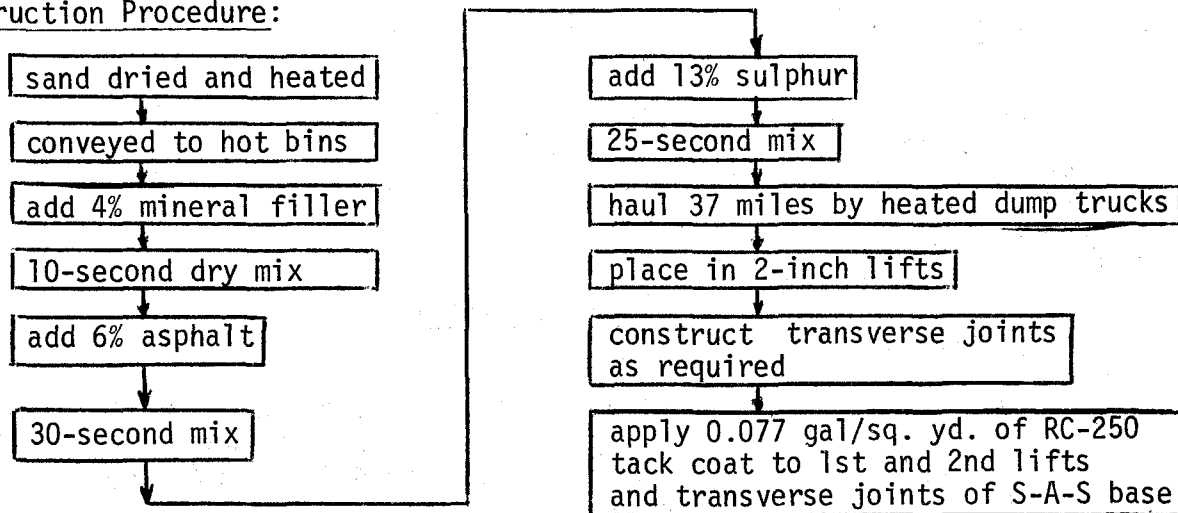 ruction Procedure:
sand dried and heated
conveyed to hot bins
add 4% mineral filler
10-second dry mix
add 6% asphalt
30-second mix
add 13% sulphur
25-second mix
haul 37 miles by heated dump trucks
place in 2-inch lifts
construct transverse joints
as required
apply 0.077 gal/sq. yd. of RC-250
tack coat to 1st and 2nd lifts
and transverse joints of S-A-S base